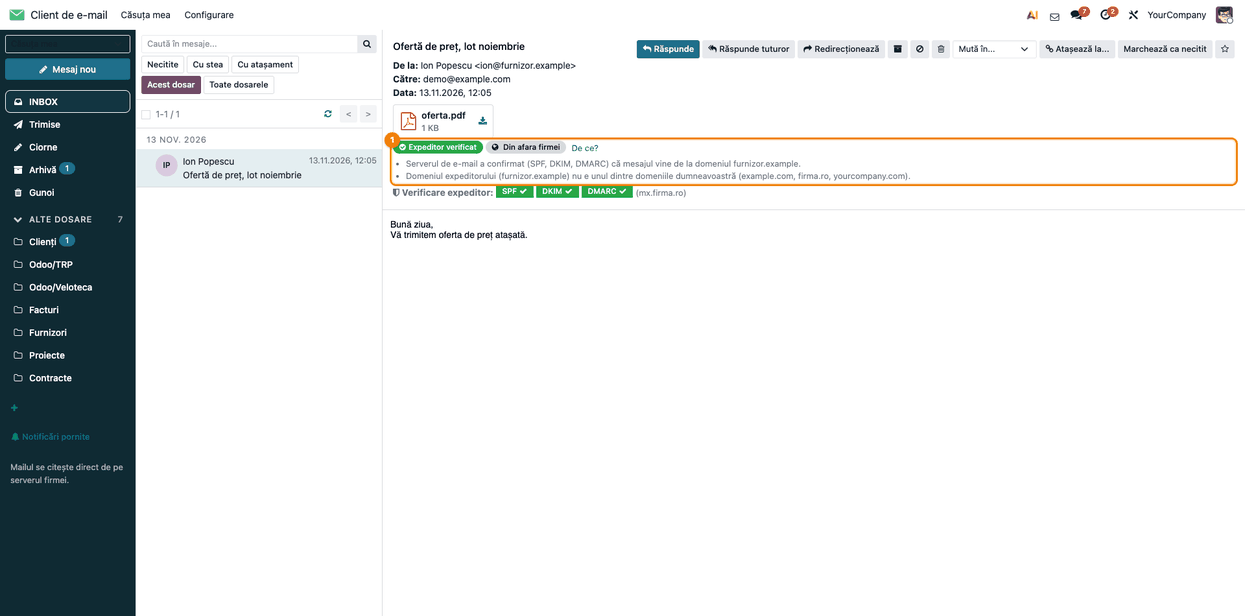 Client de e-mail
Căsuța mea
Configurare
7
2
YourCompany
Mesaj nou
INBOX
Trimise
Ciorne
Arhivă 1
Gunoi
ALTE DOSARE 7
Clienți 1
Odoo/TRP
Odoo/Veloteca
Facturi
Furnizori
Proiecte
Contracte
+
Notificări pornite
Mailul se citește direct de pe
serverul firmei.
Caută în mesaje...
Necitite
Cu stea
Cu atașament
Acest dosar
Toate dosarele
1-1 / 1
<
>
13 NOV. 2026
IP
Ion Popescu
13.11.2026, 12:05
Ofertă de preț, lot noiembrie
Ofertă de preț, lot noiembrie
Răspunde
Răspunde tuturor
Redirecționează
Mută în...
Atașează la...
Marchează ca necitit
De la: Ion Popescu <ion@furnizor.example>
Către: demo@example.com
Data: 13.11.2026, 12:05
oferta.pdf
1 KB
1
Expeditor verificat
Din afara firmei
De ce?
• Serverul de e-mail a confirmat (SPF, DKIM, DMARC) că mesajul vine de la domeniul furnizor.example.
• Domeniul expeditorului (furnizor.example) nu e unul dintre domeniile dumneavoastră (example.com, firma.ro, yourcompany.com).
Verificare expeditor: SPF ✓ DKIM ✓ DMARC ✓ (mx.firma.ro)
Bună ziua,
Vă trimitem oferta de preț atașată.